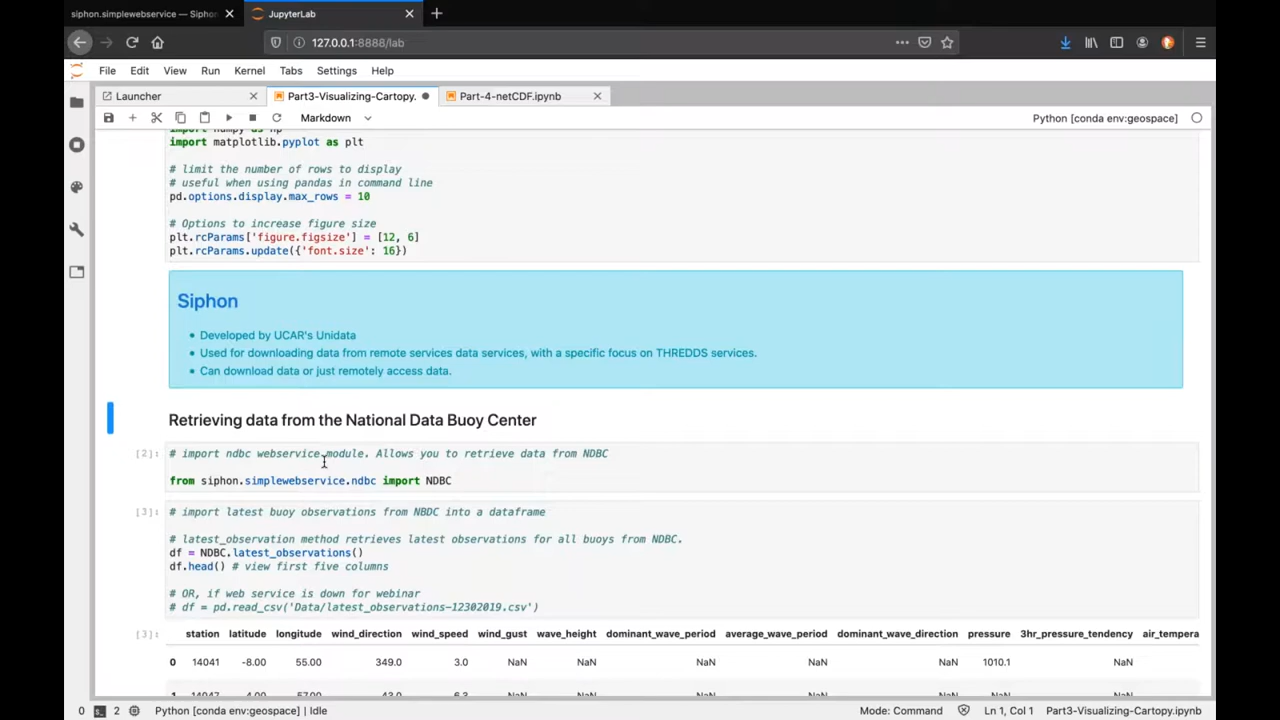 siphon.simplewebservice — Sipho
JupyterLab
127.0.0.1:8888/lab
File Edit View Run Kernel Tabs Settings Help
Launcher
Part3-Visualizing-Cartopy.
Part-4-netCDF.ipynb
Markdown
Python [conda env:geospace]
import numpy as np
import matplotlib.pyplot as plt
# limit the number of rows to display
# useful when using pandas in command line
pd.options.display.max_rows = 10
# Options to increase figure size
plt.rcParams['figure.figsize'] = [12, 6]
plt.rcParams.update({'font.size': 16})
Siphon
• Developed by UCAR's Unidata
• Used for downloading data from remote services data services, with a specific focus on THREDDS services.
• Can download data or just remotely access data.
Retrieving data from the National Data Buoy Center
[2]: # import ndbc webservice module. Allows you to retrieve data from NDBC
from siphon.simplewebservice.ndbc import NDBC
[3]: # import latest buoy observations from NBDC into a dataframe
# latest_observation method retrieves latest observations for all buoys from NDBC.
df = NDBC.latest_observations()
df.head() # view first five columns
# OR, if web service is down for webinar
# df = pd.read_csv('Data/latest_observations-12302019.csv')
[3]: station latitude longitude wind_direction wind_speed wind_gust wave_height dominant_wave_period average_wave_period dominant_wave_direction pressure 3hr_pressure_tendency air_tempera
0 14041 -8.00 55.00 349.0 3.0 NaN NaN NaN NaN NaN 1010.1 NaN
0 2 Python [conda env:geospace] | Idle Mode: Command Ln 1, Col 1 Part3-Visualizing-Cartopy.ipynb